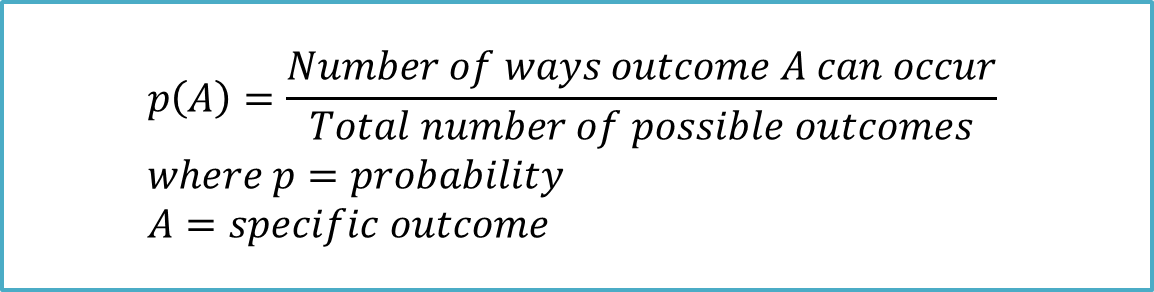 p(A) = Number of ways outcome A can occur / Total number of possible outcomes
where p = probability
A = specific outcome